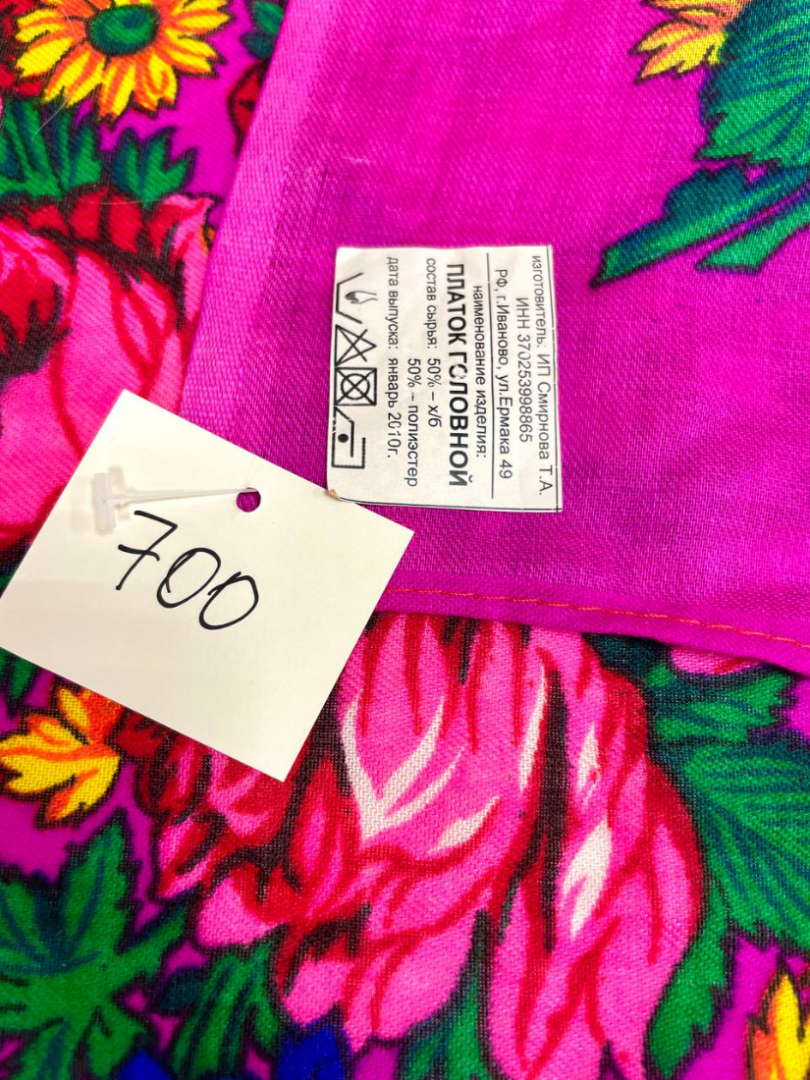 изготовитель: ИП Смирнова Т.А.
ИНН 370253998865
РФ, г.Иваново, ул.Ермака 49
наименование изделия:
ПЛАТОК ГОЛОВНОЙ
состав сырья: 50% – х/б
50% – полиэстер
дата выпуска: январь 2010г.
700